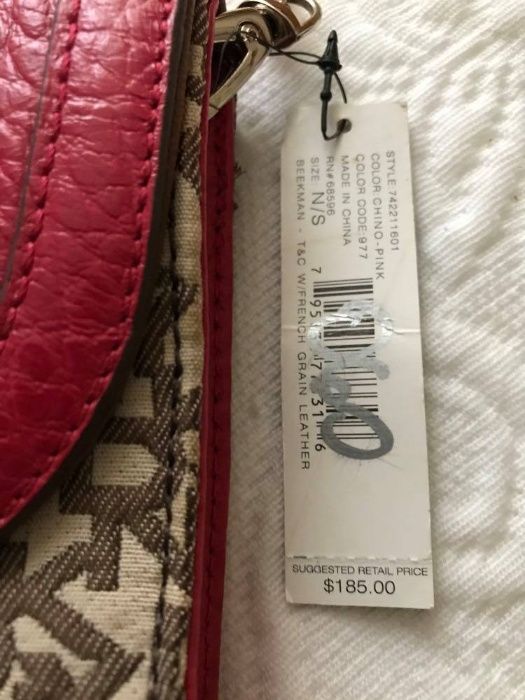 STYLE:742211601
COLOR:CHINO-PINK
COLOR CODE:977
MADE IN CHINA
RN#68596
SIZE: N/S
BEEKMAN - T&C W/FRENCH GRAIN LEATHER
SUGGESTED RETAIL PRICE
$185.00